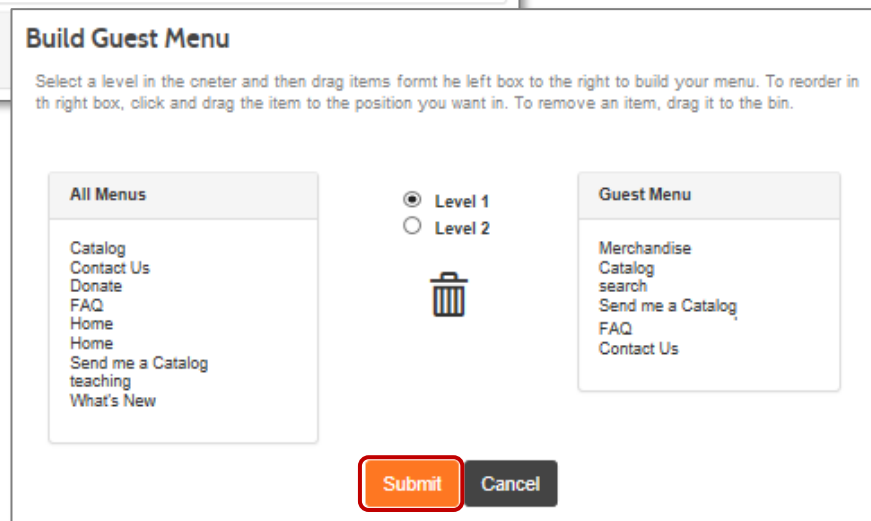 Build Guest Menu
Select a level in the cneter and then drag items formt he left box to the right to build your menu. To reorder in
th right box, click and drag the item to the position you want in. To remove an item, drag it to the bin.
All Menus
Catalog
Contact Us
Donate
FAQ
Home
Home
Send me a Catalog
teaching
What's New
Level 1
Level 2
Guest Menu
Merchandise
Catalog
search
Send me a Catalog
FAQ
Contact Us
Submit
Cancel